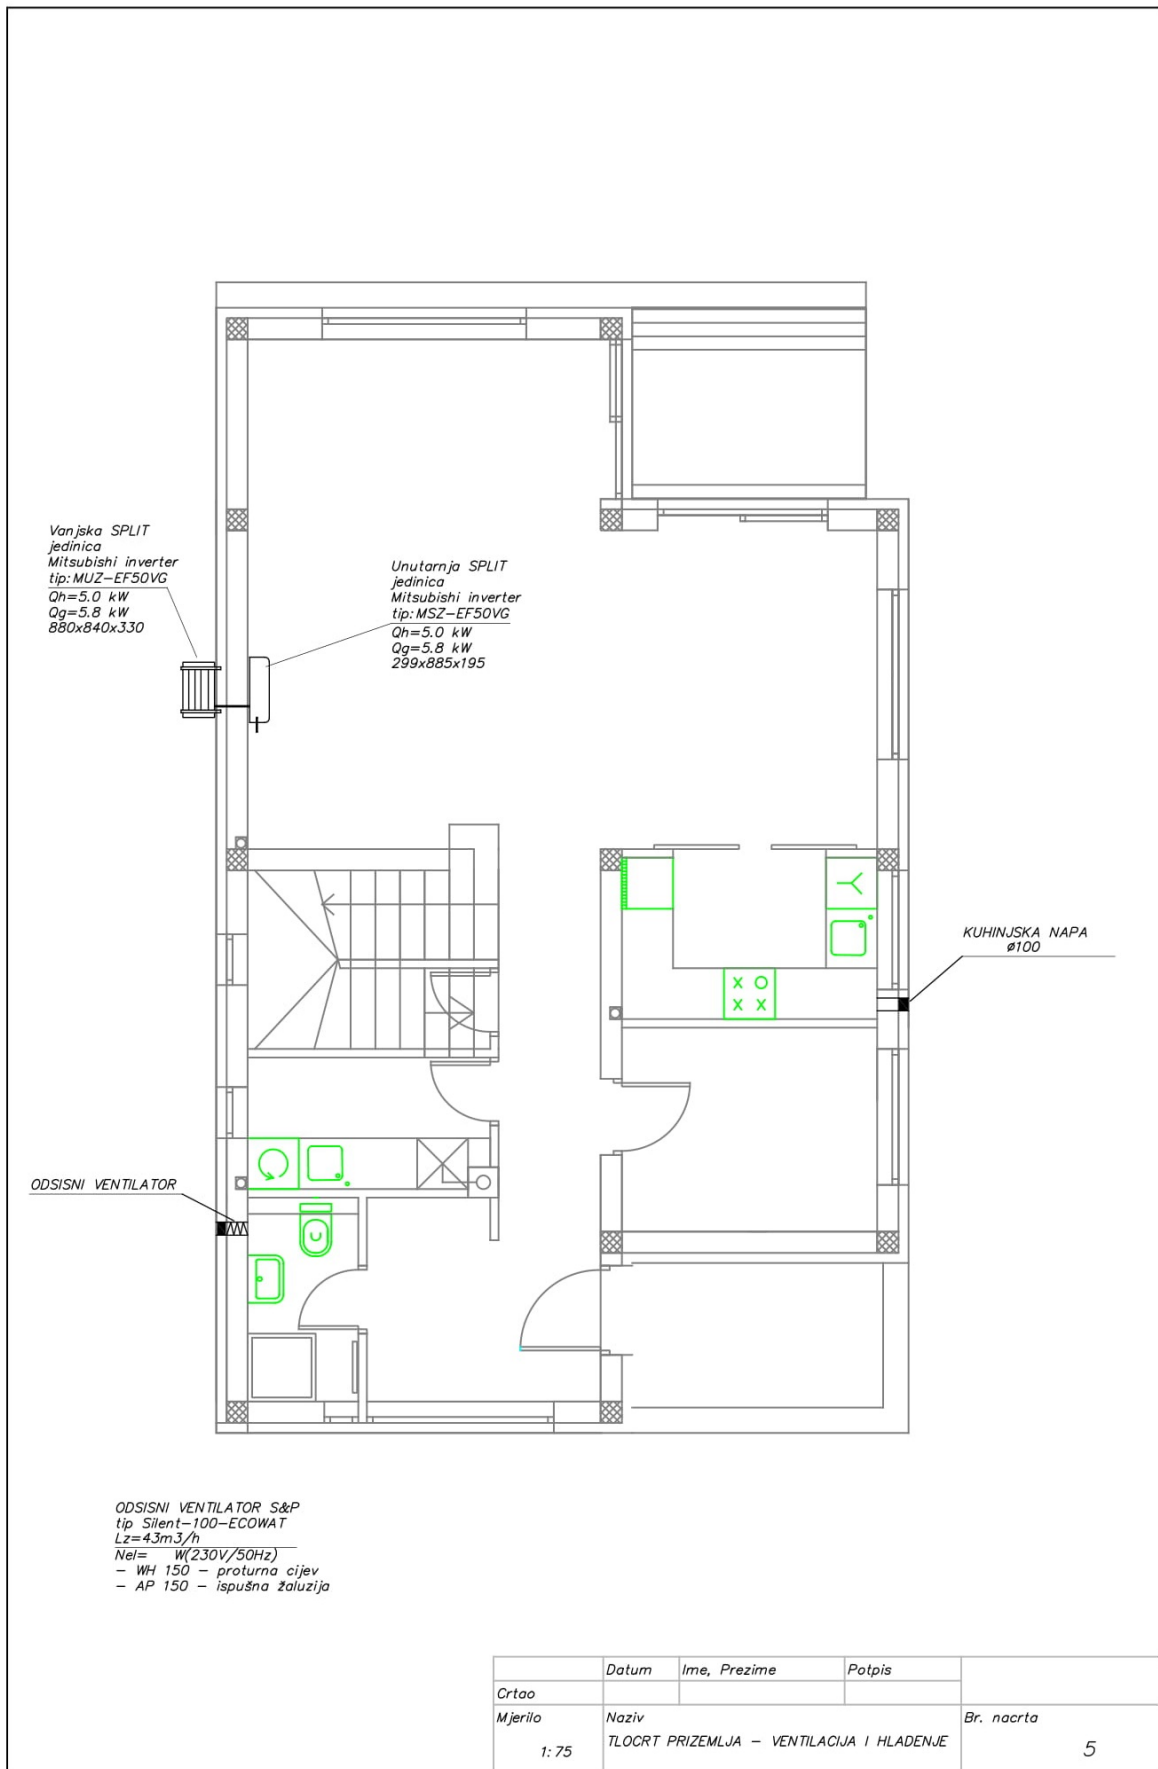 Vanjska SPLIT
jedinica
Mitsubishi inverter
tip: MUZ-EF50VG
Qh=5.0 kW
Qg=5.8 kW
880x840x330
Unutarnja SPLIT
jedinica
Mitsubishi inverter
tip: MSZ-EF50VG
Qh=5.0 kW
Qg=5.8 kW
299x885x195
KUHINJSKA NAPA
ø100
ODSISNI VENTILATOR
ODSISNI VENTILATOR S&P
tip Silent-100-ECOWAT
Lz=43m3/h
Nel= W(230V/50Hz)
- WH 150 - proturna cijev
- AP 150 - ispušna žaluzija
Datum Ime, Prezime Potpis
Crtao
Mjerilo Naziv Br. nacrta
1:75 TLOCRT PRIZEMLJA - VENTILACIJA I HLAĐENJE 5